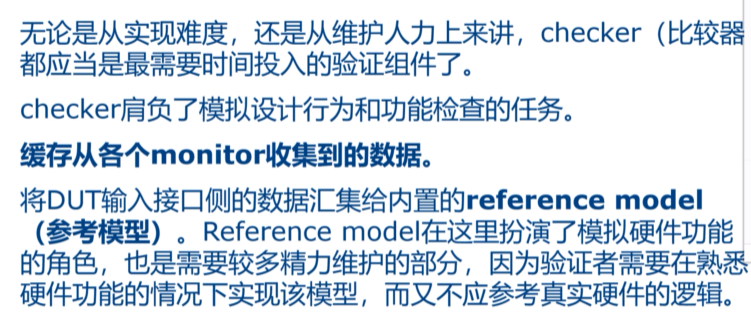 无论是从实现难度，还是从维护人力上来讲，checker（比较器
都应当是最需要时间投入的验证组件了。
checker肩负了模拟设计行为和功能检查的任务。
缓存从各个monitor收集到的数据。
将DUT输入接口侧的数据汇集给内置的reference model
（参考模型）。Reference model在这里扮演了模拟硬件功能
的角色，也是需要较多精力维护的部分，因为验证者需要在熟悉
硬件功能的情况下实现该模型，而又不应参考真实硬件的逻辑。